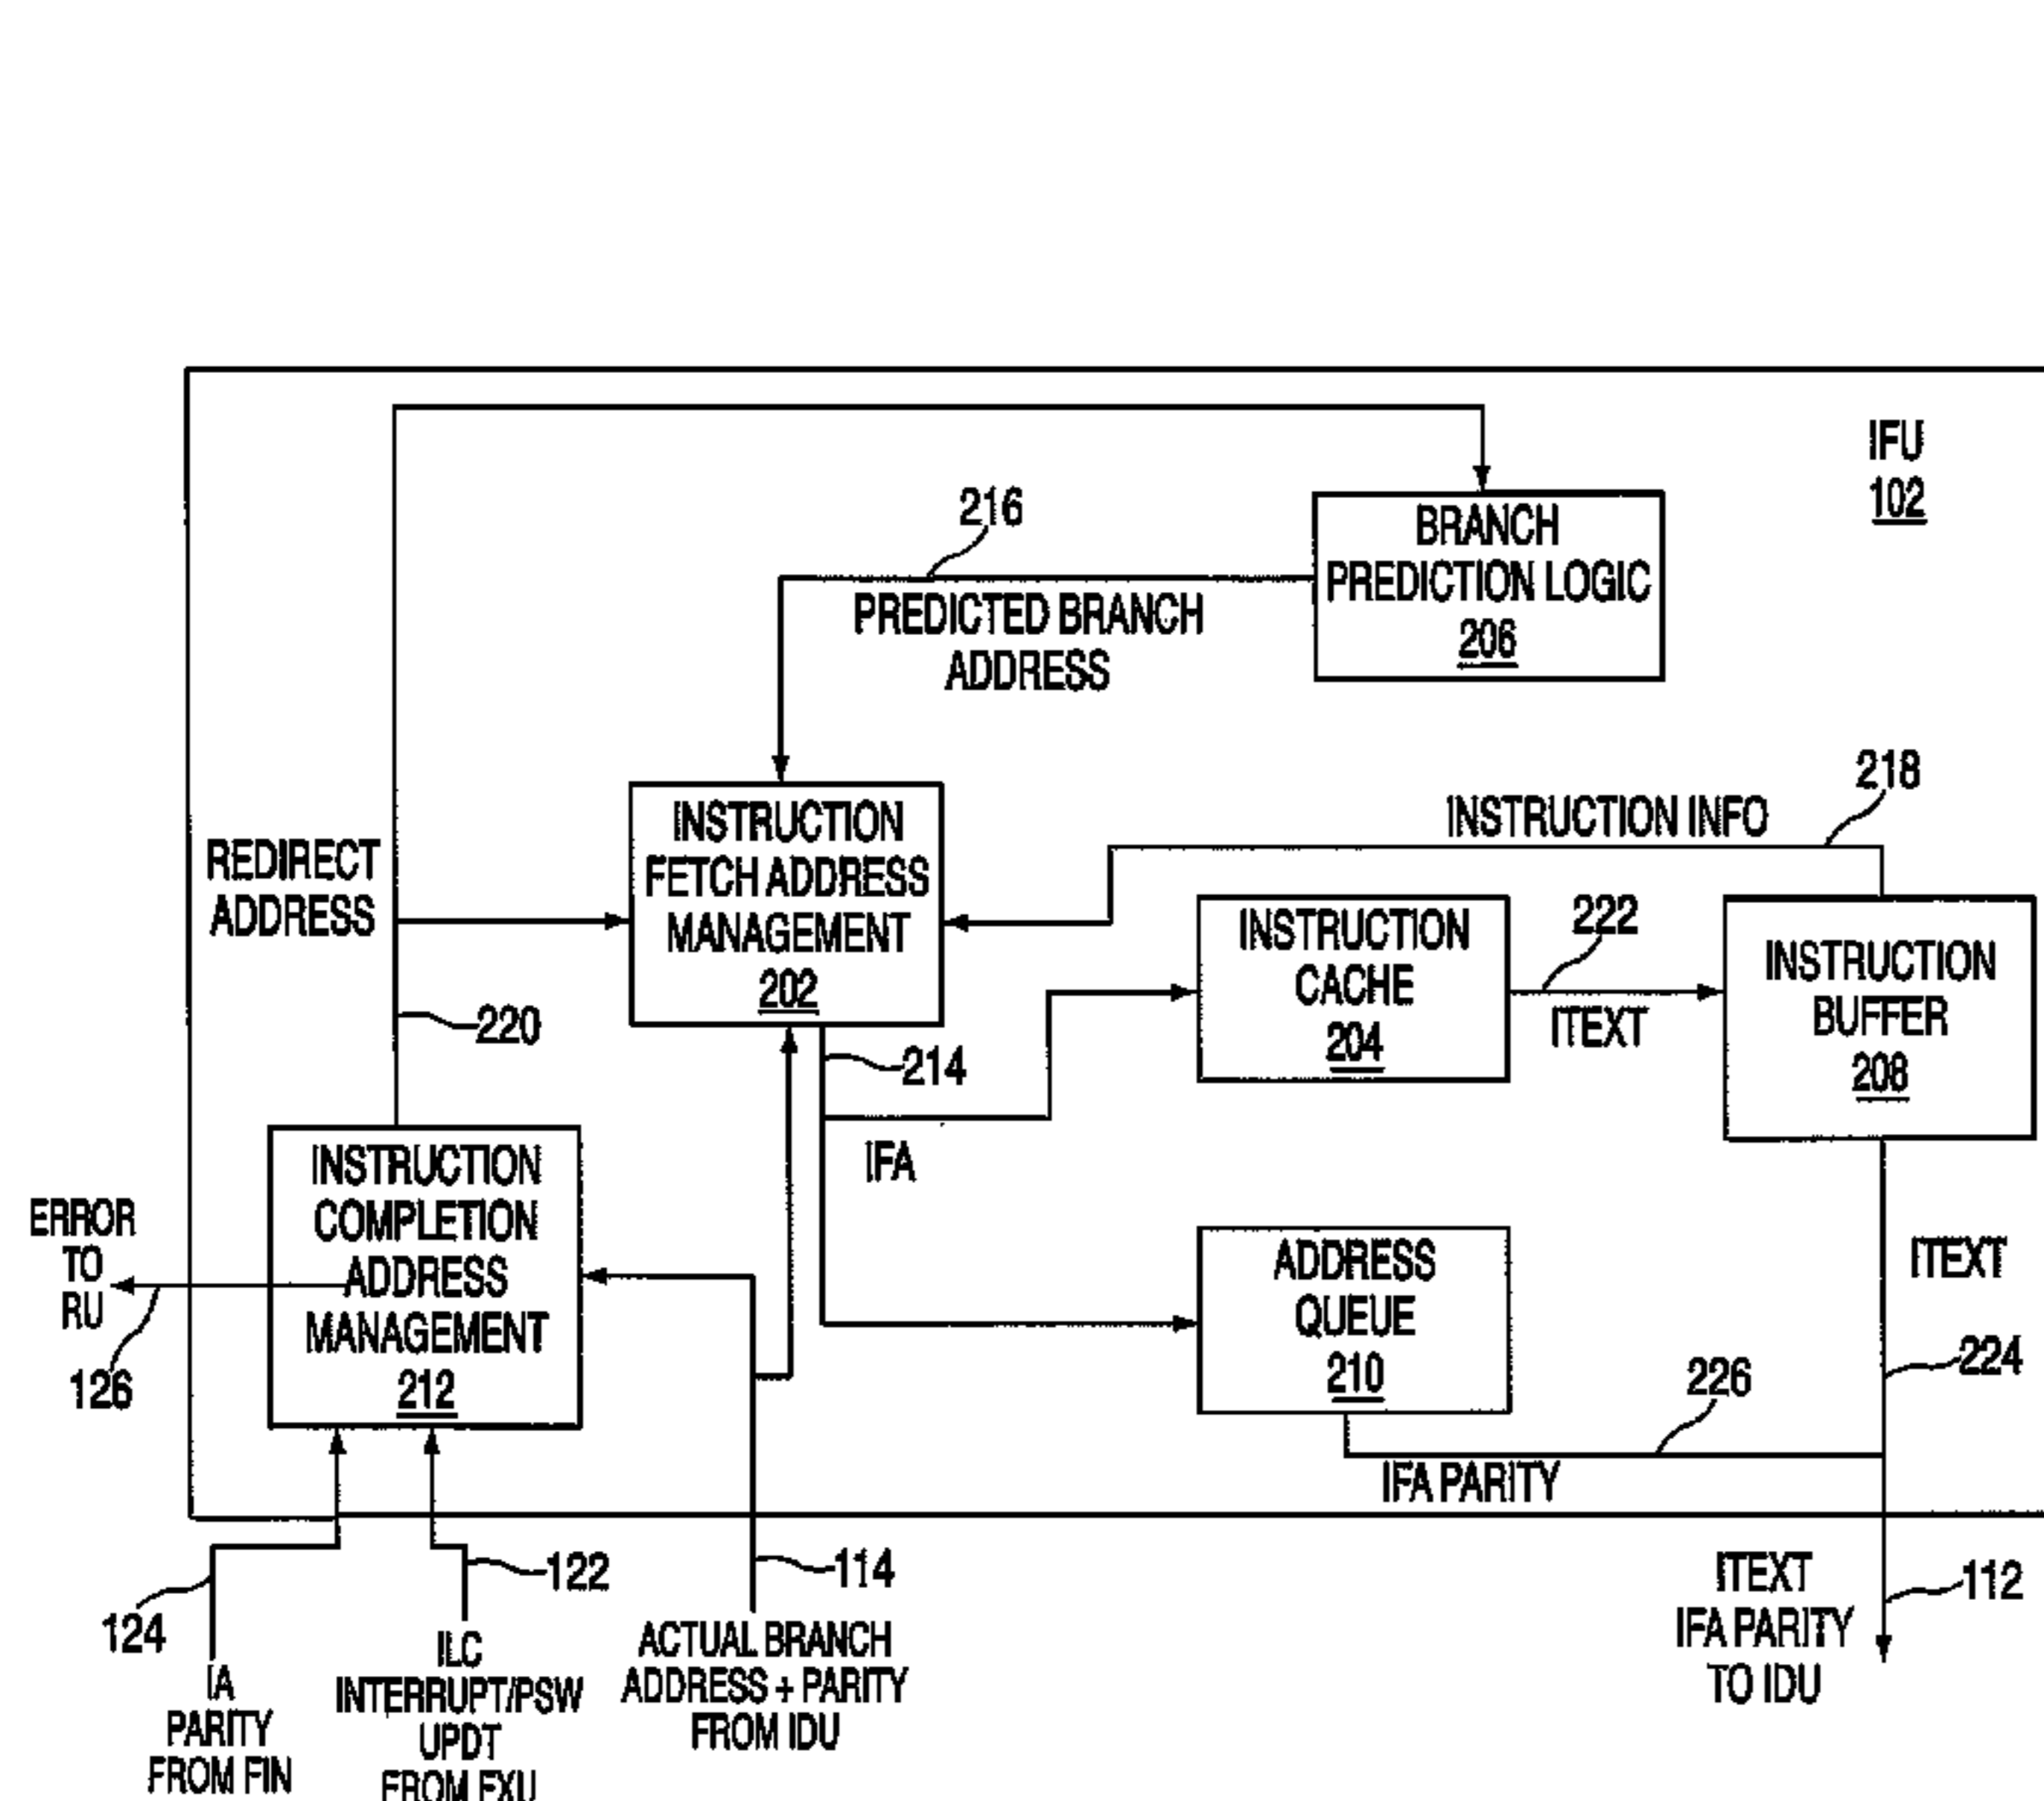 IFU
102
216
BRANCH
PREDICTION LOGIC
206
PREDICTED BRANCH
ADDRESS
218
INSTRUCTION INFO
REDIRECT
ADDRESS
INSTRUCTION
FETCH ADDRESS
MANAGEMENT
202
INSTRUCTION
CACHE
204
222
ITEXT
INSTRUCTION
BUFFER
208
220
214
IFA
INSTRUCTION
COMPLETION
ADDRESS
MANAGEMENT
212
ERROR
TO
RU
126
ADDRESS
QUEUE
210
ITEXT
224
226
IFA PARITY
124
IA
PARITY
FROM FIN
122
ILC
INTERRUPT/PSW
UPDT
FROM FXU
114
ACTUAL BRANCH
ADDRESS + PARITY
FROM IDU
ITEXT
IFA PARITY
TO IDU
112